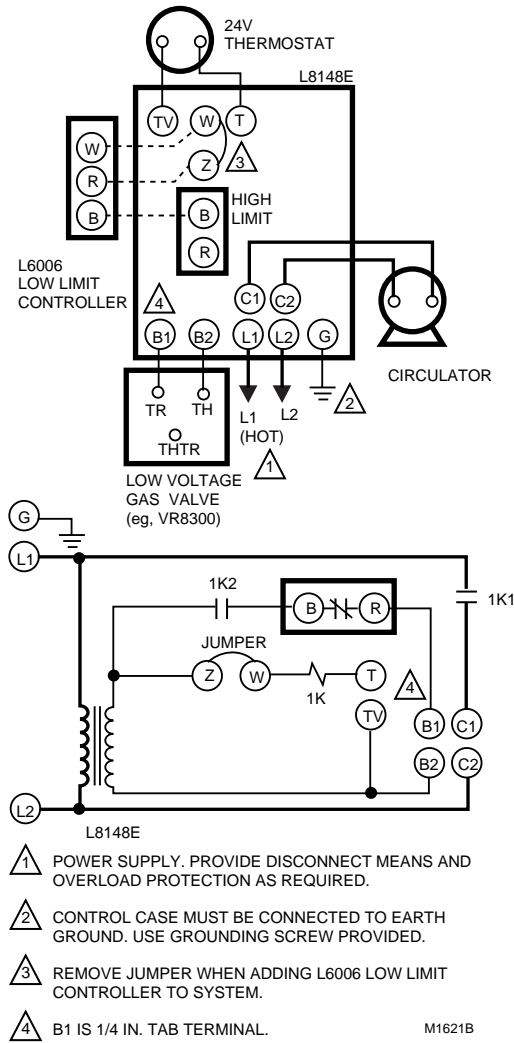 24V
THERMOSTAT
L8148E
TV W T
W
R
B
Z
3
HIGH
LIMIT
B
R
L6006
LOW LIMIT
CONTROLLER
C1 C2
4
B1 B2 L1 L2 G
CIRCULATOR
TR TH
THTR
L1
(HOT)
L2
2
1
LOW VOLTAGE
GAS VALVE
(eg, VR8300)
G
L1
1K2
B R
1K1
JUMPER
Z W
1K
T
4
TV
B1 C1
B2 C2
L2
L8148E
1 POWER SUPPLY. PROVIDE DISCONNECT MEANS AND
OVERLOAD PROTECTION AS REQUIRED.
2 CONTROL CASE MUST BE CONNECTED TO EARTH
GROUND. USE GROUNDING SCREW PROVIDED.
3 REMOVE JUMPER WHEN ADDING L6006 LOW LIMIT
CONTROLLER TO SYSTEM.
4 B1 IS 1/4 IN. TAB TERMINAL.
M1621B